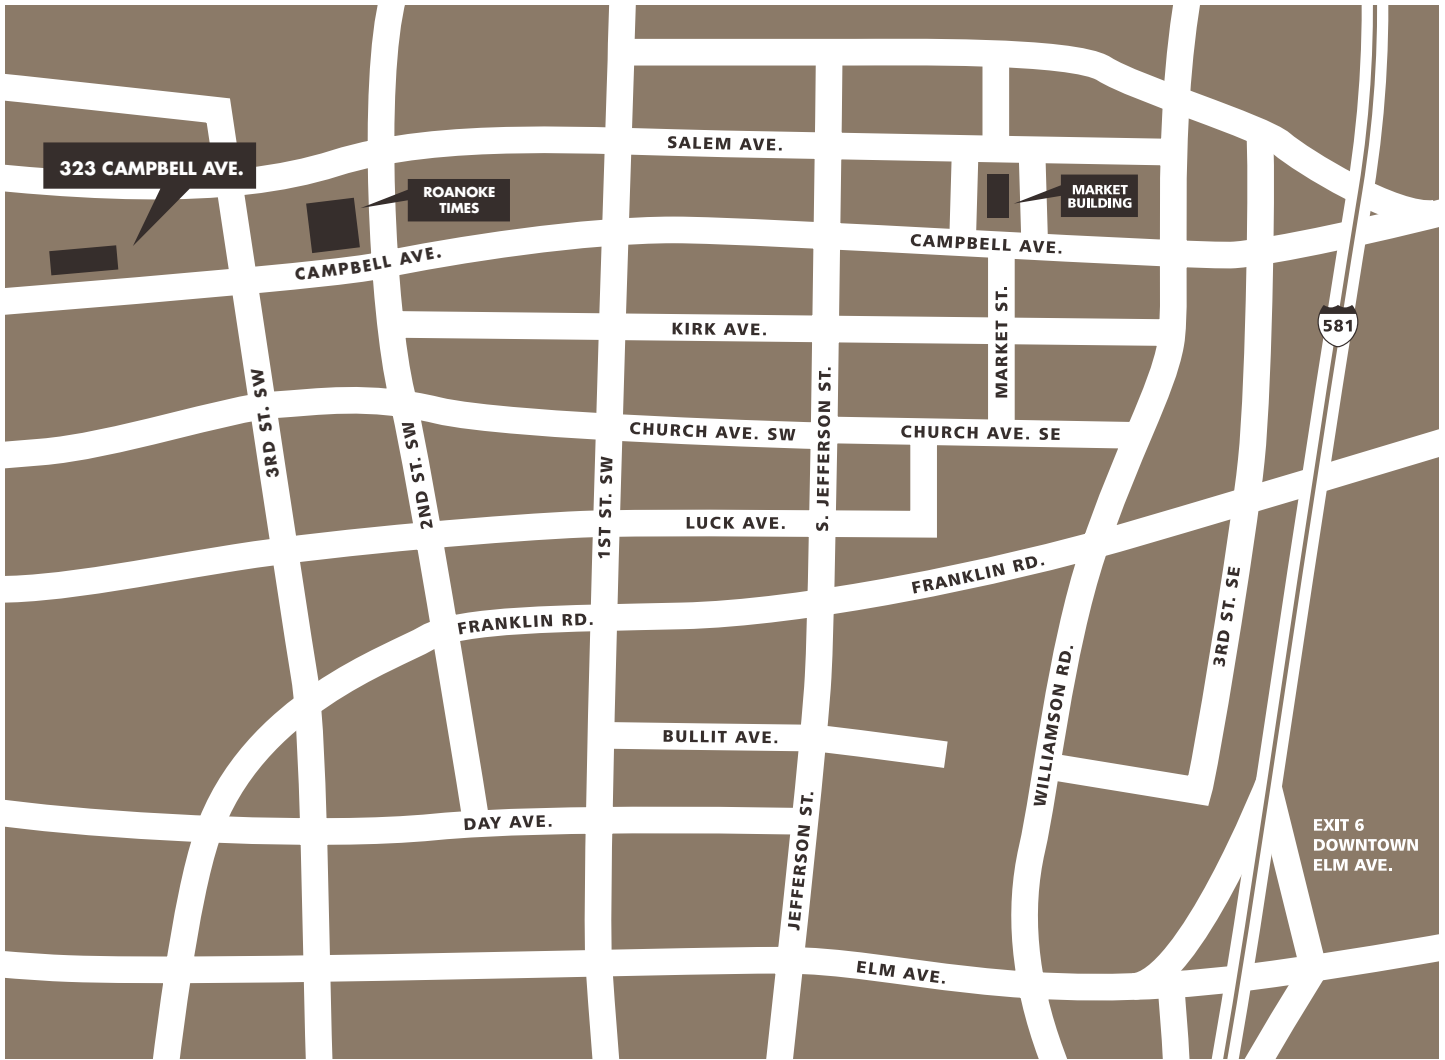 SALEM AVE.
323 CAMPBELL AVE.
ROANOKE
TIMES
MARKET
BUILDING
CAMPBELL AVE.
CAMPBELL AVE.
MARKET ST.
581
KIRK AVE.
3RD ST. SW
2ND ST. SW
S. JEFFERSON ST.
CHURCH AVE. SW
CHURCH AVE. SE
1ST ST. SW
LUCK AVE.
FRANKLIN RD.
3RD ST. SE
FRANKLIN RD.
WILLIAMSON RD.
BULLIT AVE.
DAY AVE.
JEFFERSON ST.
EXIT 6
DOWNTOWN
ELM AVE.
ELM AVE.